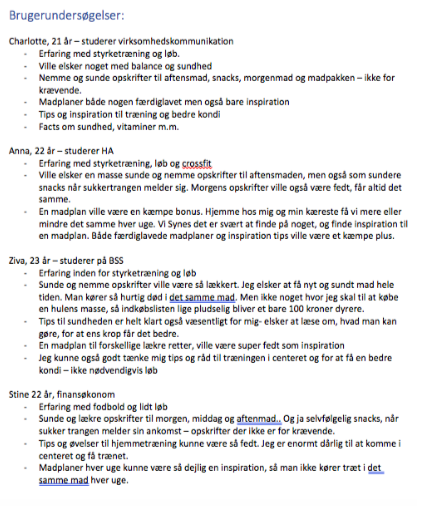 Brugerundersøgelser:
Charlotte, 21 år – studerer virksomhedskommunikation
- Erfaring med styrketræning og løb.
- Ville elsker noget med balance og sundhed
- Nemme og sunde opskrifter til aftensmad, snacks, morgenmad og madpakken – ikke for
krævende.
- Madplaner både nogen færdiglavet men også bare inspiration
- Tips og inspiration til træning og bedre kondi
- Facts om sundhed, vitaminer m.m.
Anna, 22 år – studerer HA
- Erfaring med styrketræning, løb og crossfit
- Ville elsker en masse sunde og nemme opskrifter til aftensmaden, men også som sundere
snacks når sukkertrangen melder sig. Morgens opskrifter ville også være fedt, får altid det
samme.
- En madplan ville være en kæmpe bonus. Hjemme hos mig og min kæreste få vi mere eller
mindre det samme hver uge. Vi Synes det er svært at finde på noget, og finde inspiration til
en madplan. Både færdiglavede madplaner og inspiration tips ville være et kæmpe plus.
Ziva, 23 år – studerer på BSS
- Erfaring inden for styrketræning og løb
- Sunde og nemme opskrifter ville være så lækkert. Jeg elsker at få nyt og sundt mad hele
tiden. Man kører så hurtig død i det samme mad. Men ikke noget hvor jeg skal til at købe
en hulens masse, så indkøbslisten lige pludselig bliver et bare 100 kroner dyrere.
- Tips til sundheden er helt klart også væsentligt for mig- elsker at læse om, hvad man kan
gøre, for at ens krop får det bedre.
- En madplan til forskellige lækre retter, ville være super fedt som inspiration
- Jeg kunne også godt tænke mig tips og råd til træningen i centeret og for at få en bedre
kondi – ikke nødvendigvis løb
Stine 22 år, finansøkonom
- Erfaring med fodbold og lidt løb
- Sunde og lækre opskrifter til morgen, middag og aftenmad.. Og ja selvfølgelig snacks, når
sukker trangen melder sin ankomst – opskrifter der ikke er for krævende.
- Tips og øvelser til hjemmetræning kunne være så fedt. Jeg er enormt dårlig til at komme i
centeret og få trænet.
- Madplaner hver uge kunne være så dejlig en inspiration, så man ikke kører træt i det
samme mad hver uge.